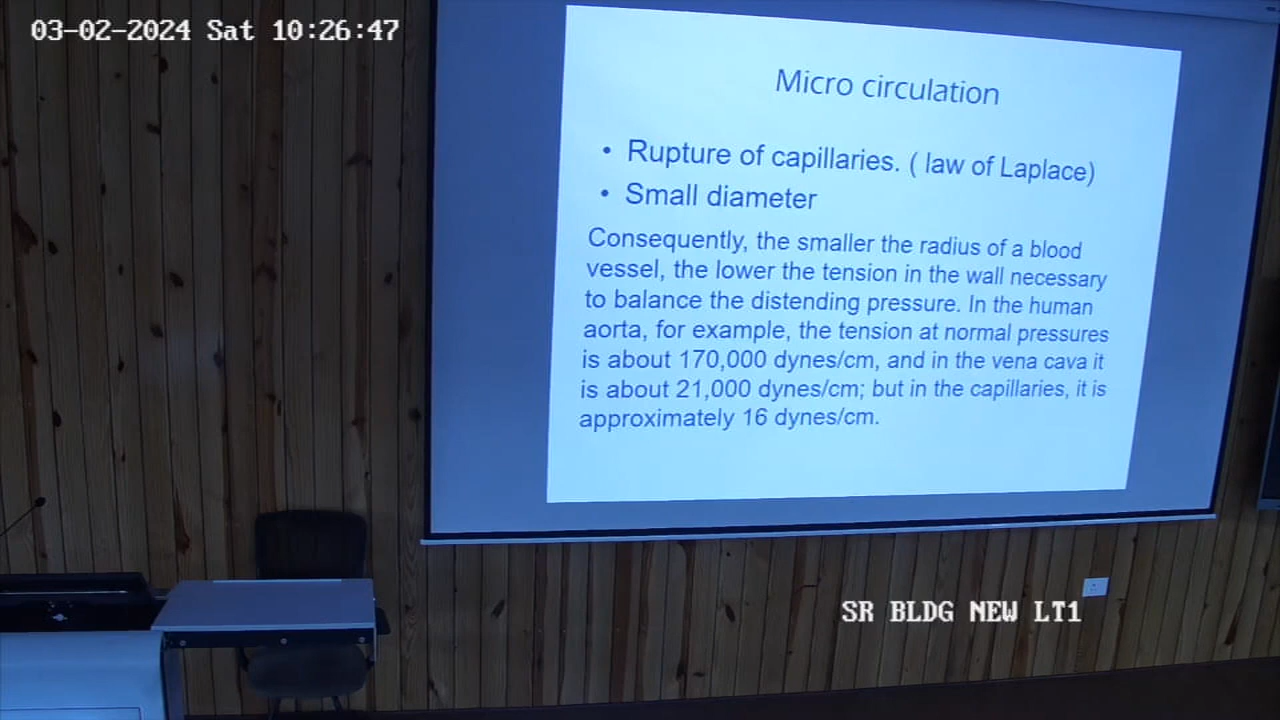 03-02-2024 Sat 10:26:47
Micro circulation
• Rupture of capillaries. ( law of Laplace)
• Small diameter
Consequently, the smaller the radius of a blood
vessel, the lower the tension in the wall necessary
to balance the distending pressure. In the human
aorta, for example, the tension at normal pressures
is about 170,000 dynes/cm, and in the vena cava it
is about 21,000 dynes/cm; but in the capillaries, it is
approximately 16 dynes/cm.
SR BLDG NEW LT1